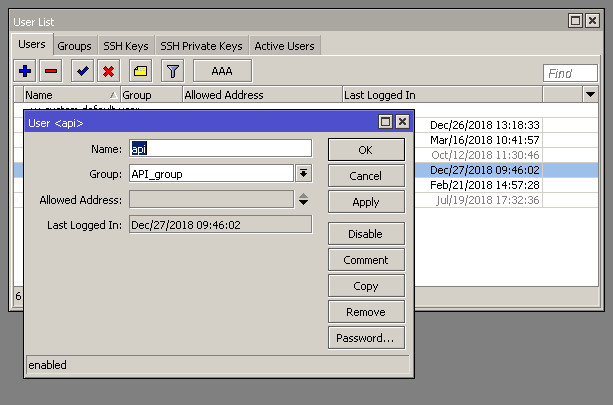 User List
Users Groups SSH Keys SSH Private Keys Active Users
AAA Find
Name Group Allowed Address Last Logged In
Dec/26/2018 13:18:33
Mar/16/2018 10:41:57
Oct/12/2018 11:30:46
Dec/27/2018 09:46:02
Feb/21/2018 14:57:28
Jul/19/2018 17:32:36
6
User <api>
Name: api OK
Group: API_group Cancel
Allowed Address: Apply
Last Logged In: Dec/27/2018 09:46:02 Disable
Comment
Copy
Remove
Password...
enabled